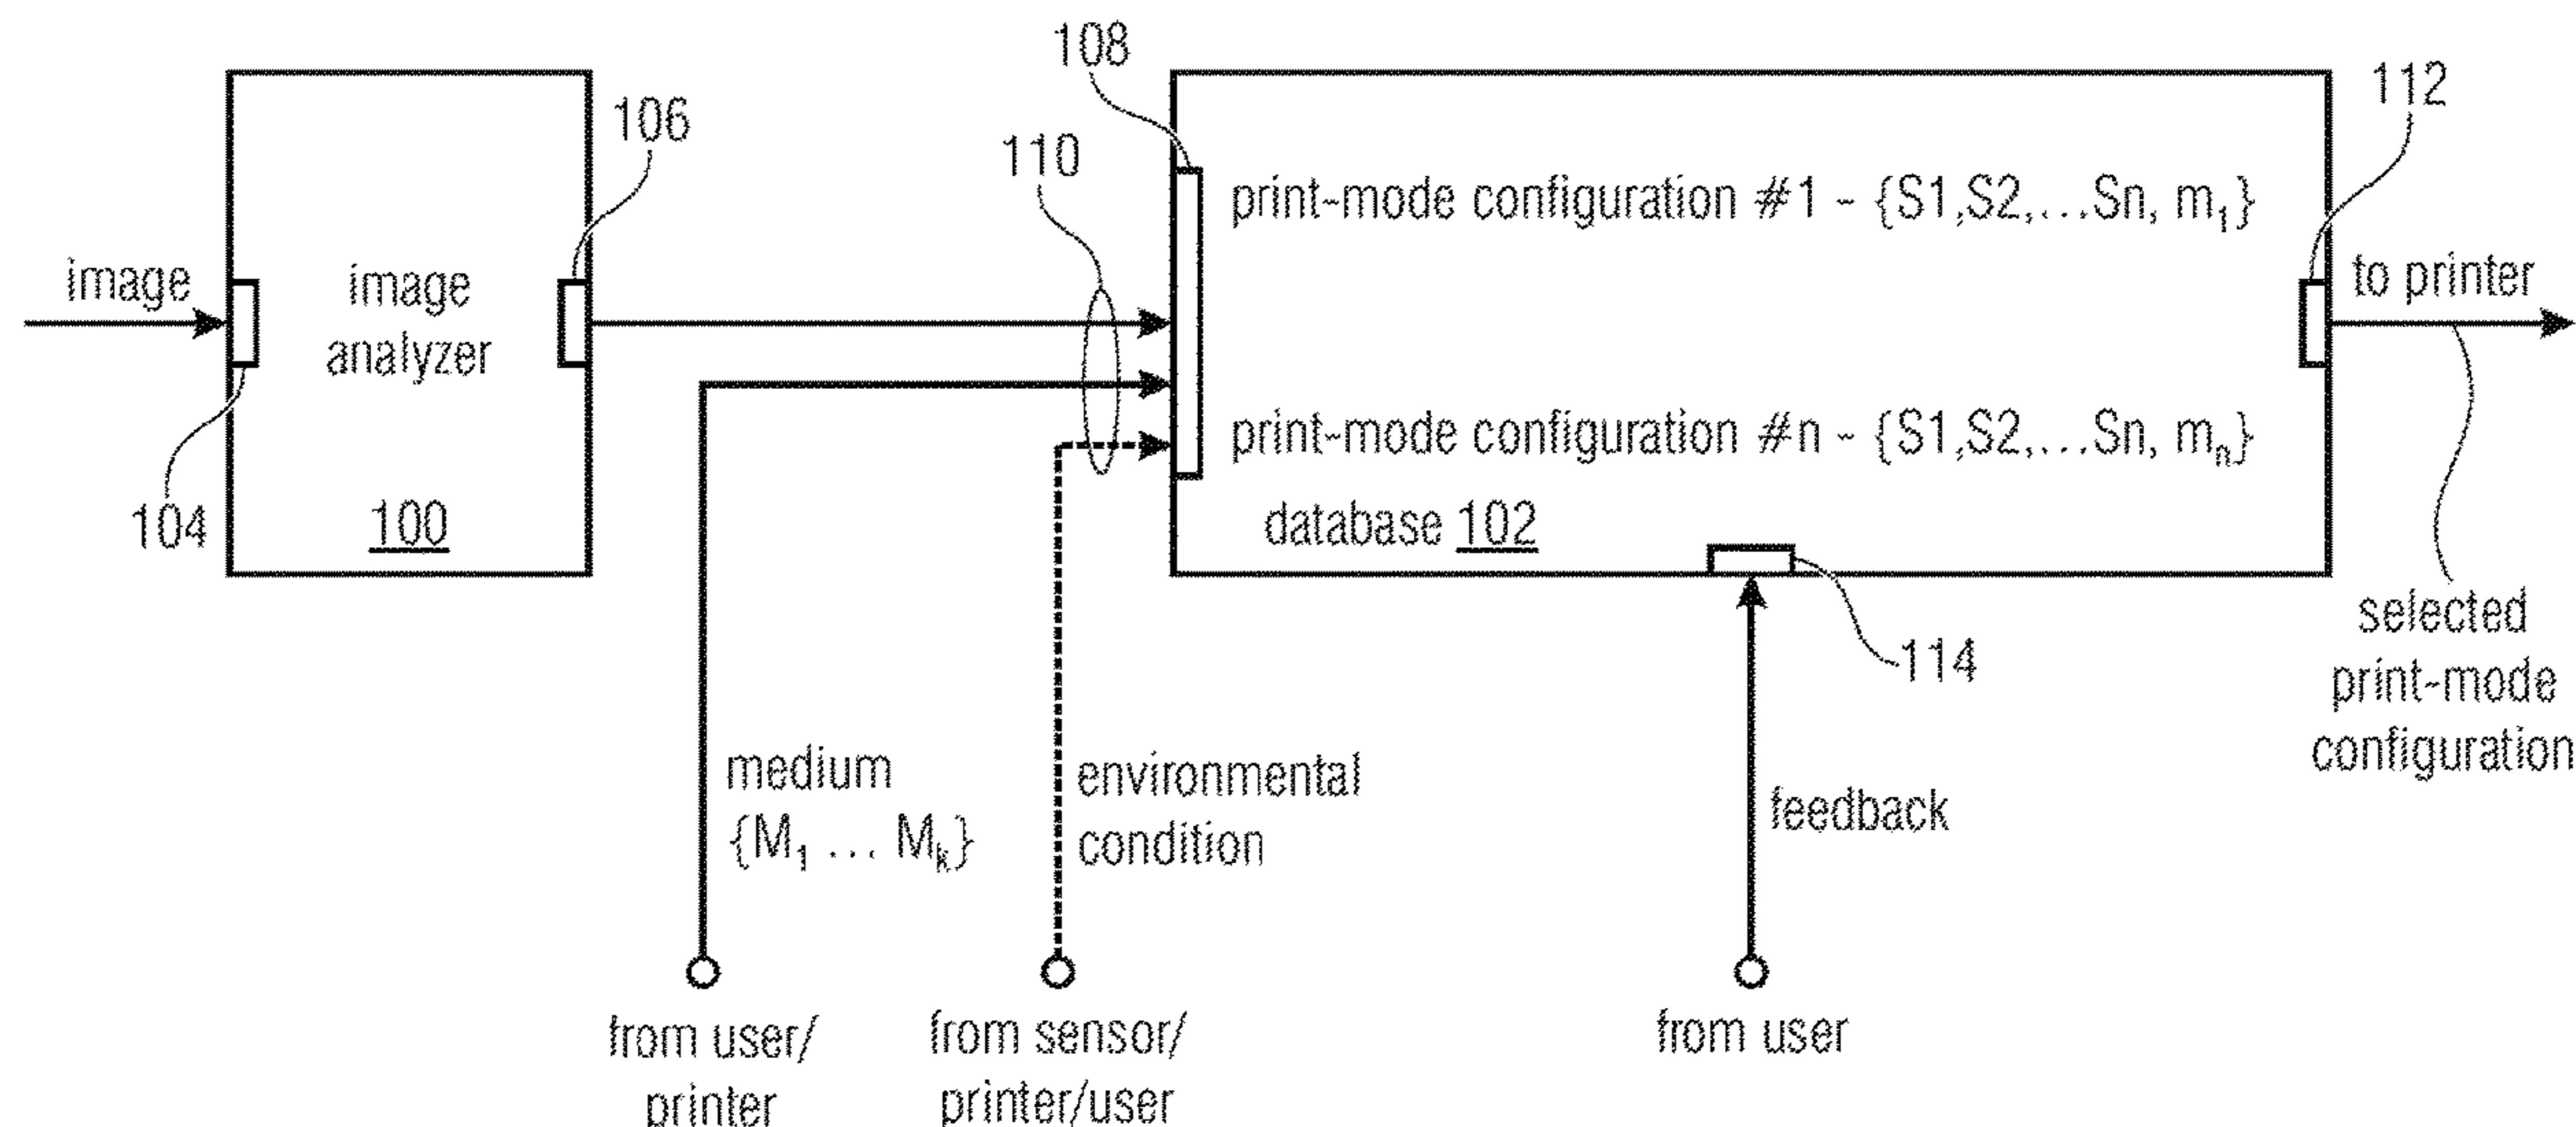 108
112
106
110
print-mode configuration #1 - {S1,S2,...Sn, m₁}
image
image
analyzer
to printer
print-mode configuration #n - {S1,S2,...Sn, mₙ}
104
100
database 102
selected
print-mode
configuration
114
medium
{M₁ ... Mₖ}
environmental
condition
feedback
from user/
printer
from sensor/
printer/user
from user